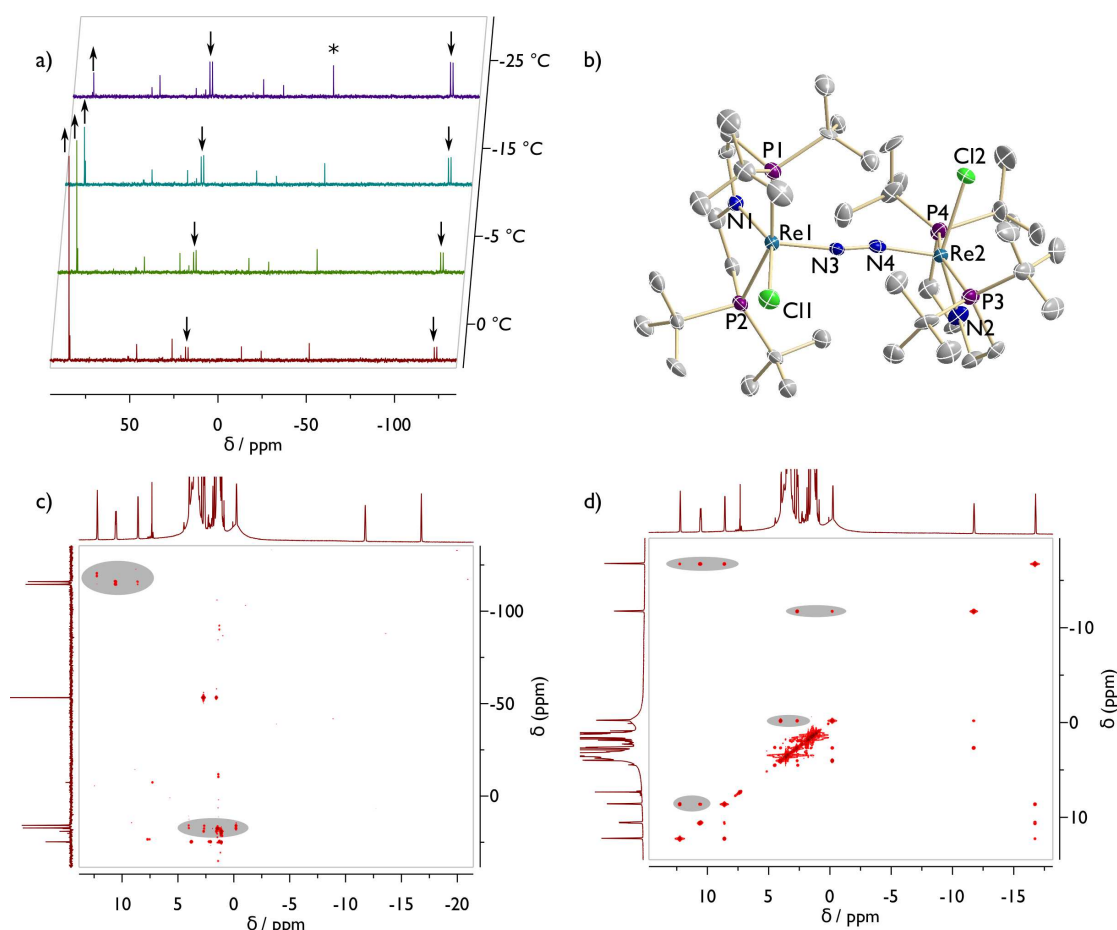 a)
*
-25 °C
-15 °C
-5 °C
0 °C
50 0 -50 -100
δ / ppm
b)
P1
Cl2
N1
Re1
P4
N3
N4
Re2
P2
Cl1
P3
N2
c)
-100
-50
0
δ (ppm)
10 5 0 -5 -10 -15 -20
δ / ppm
d)
-10
0
10
δ (ppm)
10 5 0 -5 -10 -15
δ / ppm